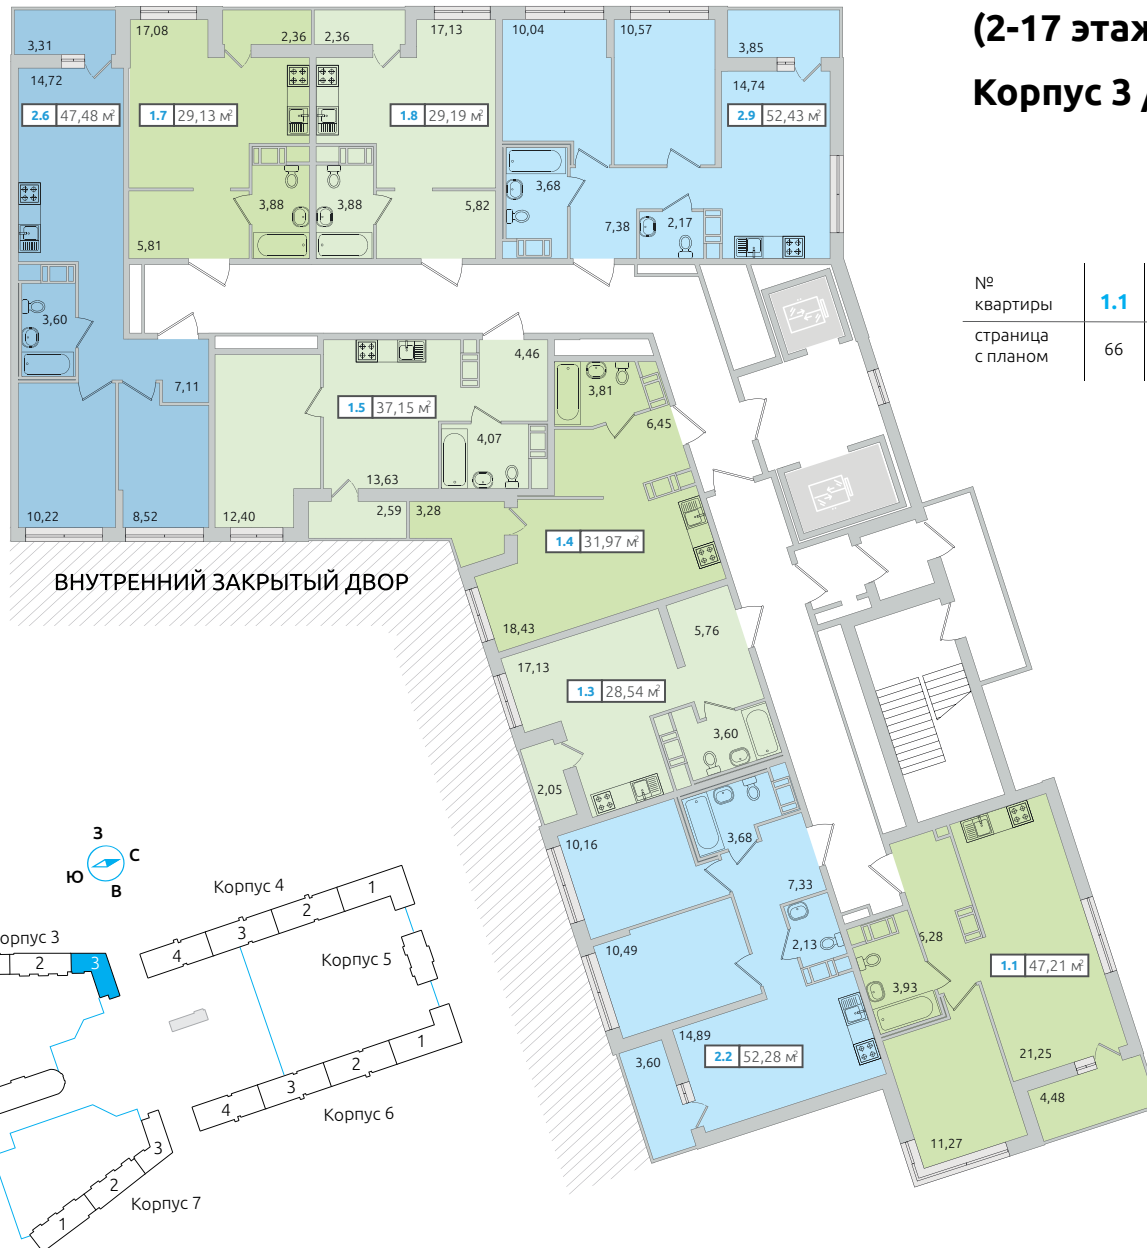 (2-17 этаж
Корпус 3 /
№
квартиры
1.1
страница
с планом
66
3,31
17,08
2,36
2,36
17,13
10,04
10,57
3,85
14,72
14,74
2.6 47,48 м²
1.7 29,13 м²
1.8 29,19 м²
2.9 52,43 м²
3,88
3,88
3,68
5,81
5,82
7,38
2,17
3,60
7,11
4,46
3,81
6,45
1.5 37,15 м²
4,07
13,63
10,22
8,52
12,40
2,59
3,28
1.4 31,97 м²
ВНУТРЕННИЙ ЗАКРЫТЫЙ ДВОР
18,43
5,76
17,13
1.3 28,54 м²
3,60
2,05
10,16
3,68
7,33
10,49
2,13
6,28
1.1 47,21 м²
3,93
14,89
2.2 52,28 м²
3,60
21,25
4,48
11,27
З
С
Ю
В
Корпус 4
1
2
3
4
орпус 3
2
3
Корпус 5
1
2
3
4
Корпус 6
3
2
1
Корпус 7